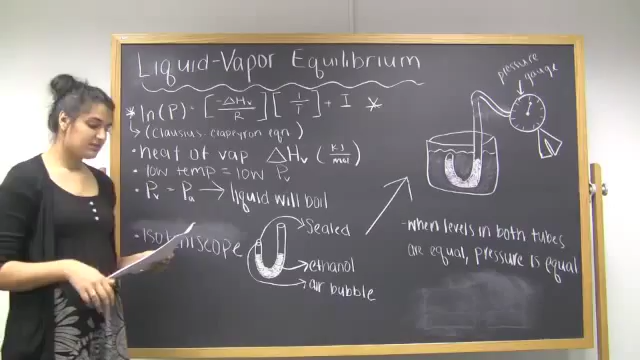 Liquid-Vapor Equilibrium
* ln(P) = [-ΔHv/R] [1/T] + I *
(Clausius-Clapeyron eqn)
• heat of vap ΔHv (kJ/mol)
• low temp = low Pv
• Pv = Pa → liquid will boil
• Isoteniscope
Sealed
ethanol
air bubble
pressure
gauge
-when levels in both tubes
are equal, pressure is equal